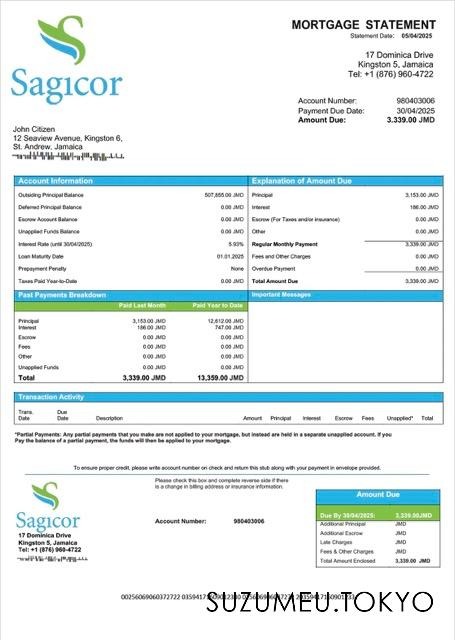 MORTGAGE STATEMENT
Statement Date: 05/04/2025
Sagicor
17 Dominica Drive
Kingston 5, Jamaica
Tel: +1 (876) 960-4722
Account Number: 980403006
Payment Due Date: 30/04/2025
Amount Due: 3.339.00 JMD
John Citizen
12 Seaview Avenue, Kingston 6,
St. Andrew, Jamaica
Account Information
Outsiding Principal Balance 507,655.00 JMD
Deferred Principal Balance 0.00 JMD
Escrow Account Balance 0.00 JMD
Unapplied Funds Balance 0.00 JMD
Interest Rate (until 30/04/2025) 5.93%
Loan Maturity Date 01.01.2025
Prepayment Penalty None
Taxes Paid Year-to-Date 0.00 JMD
Explanation of Amount Due
Principal 3,153.00 JMD
Interest 186.00 JMD
Escrow (For Taxes and/or insurance) 0.00 JMD
Other 0.00 JMD
Regular Monthly Payment 3,339.00 JMD
Fees and Other Charges 0.00 JMD
Overdue Payment 0.00 JMD
Total Amount Due 3,339.00 JMD
Past Payments Breakdown
Paid Last Month Paid Year to Date
Principal 3,153.00 JMD 12,612.00 JMD
Interest 186.00 JMD 747.00 JMD
Escrow 0.00 JMD 0.00 JMD
Fees 0.00 JMD 0.00 JMD
Other 0.00 JMD 0.00 JMD
Unapplied Funds 0.00 JMD 0.00 JMD
Total 3,339.00 JMD 13,359.00 JMD
Important Messages
Transaction Activity
Trans. Date Due Date Description Amount Principal Interest Escrow Fees Unapplied* Total
*Partial Payments: Any partial payments that you make are not applied to your mortgage, but instead are held in a separate unapplied account. If you
Pay the balance of a partial payment, the funds will then be applied to your mortgage.
To ensure proper credit, please write account number on check and return this stub along with your payment in envelope provided.
Please check this box and complete reverse side if there
is a change in billing address or insurance information.
Sagicor
17 Dominica Drive
Kingston 5, Jamaica
Tel: +1 (876) 960-4722
Account Number: 980403006
Amount Due
Due By 30/04/2025: 3,339.00JMD
Additional Principal JMD
Additional Escrow JMD
Late Charges JMD
Fees & Other Charges JMD
Total Amount Enclosed 3,339.00 JMD
SUZUMEU.TOKYO